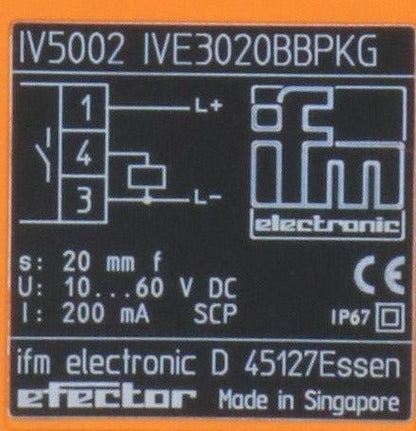 IV5002 IVE3020BBPKG
1 L+
4
3 L-
ifm
electronic
s: 20 mm f
U: 10...60 V DC
I: 200 mA SCP
CE
IP67
ifm electronic D 45127Essen
efector Made in Singapore